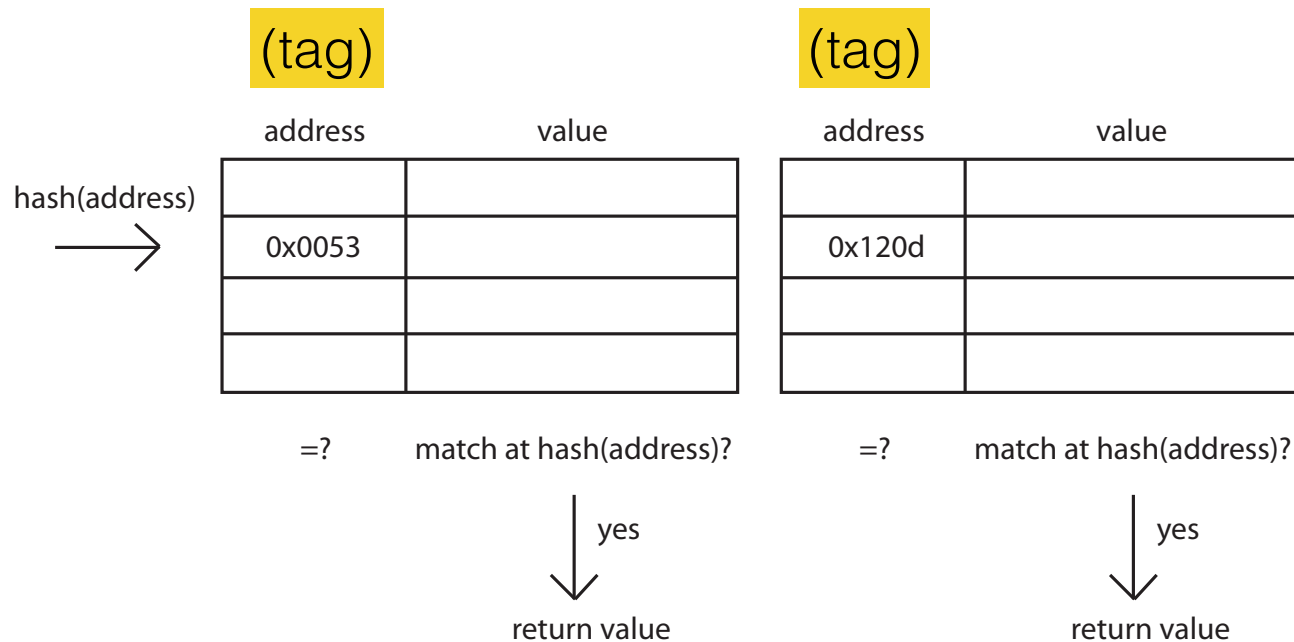 (tag) (tag)
address value address value
hash(address)
0x0053 0x120d
=? match at hash(address)? =? match at hash(address)?
yes yes
return value return value